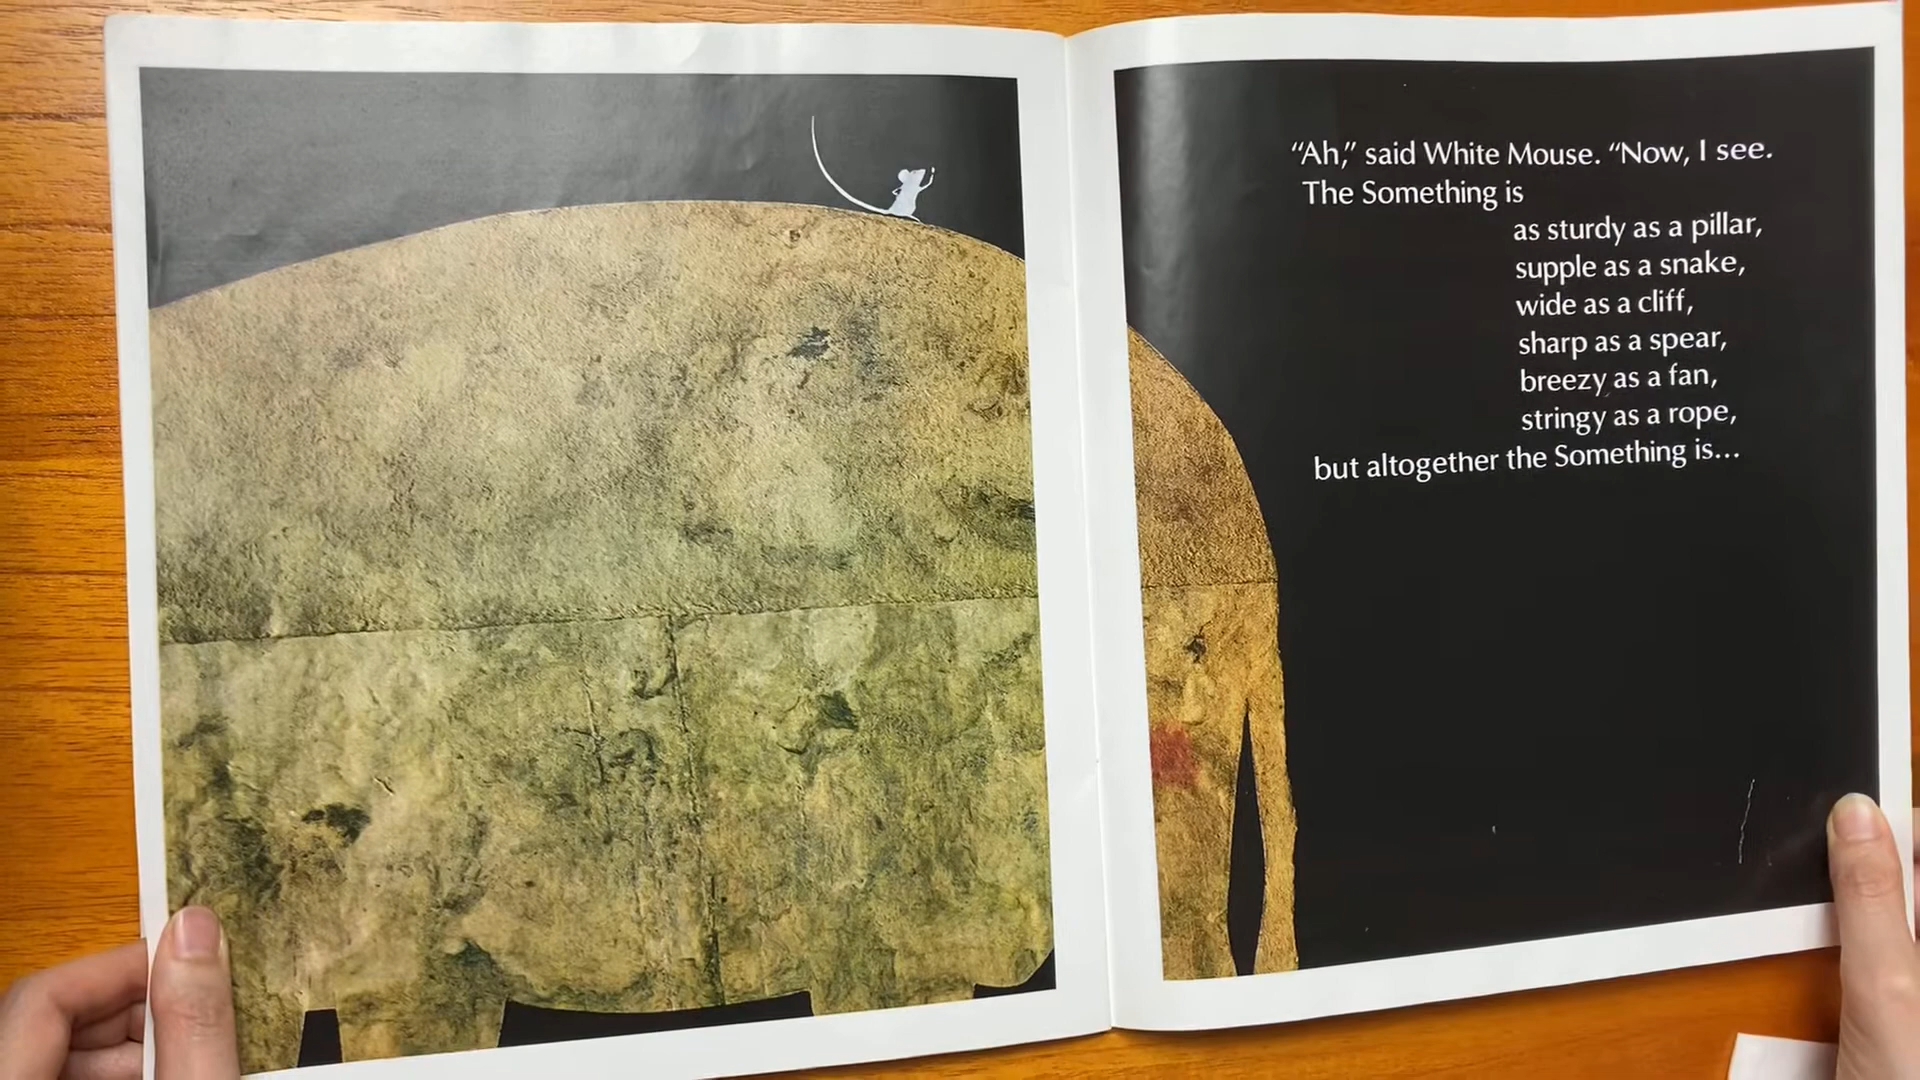 “Ah,” said White Mouse. “Now, I see.
The Something is
as sturdy as a pillar,
supple as a snake,
wide as a cliff,
sharp as a spear,
breezy as a fan,
stringy as a rope,
but altogether the Something is...